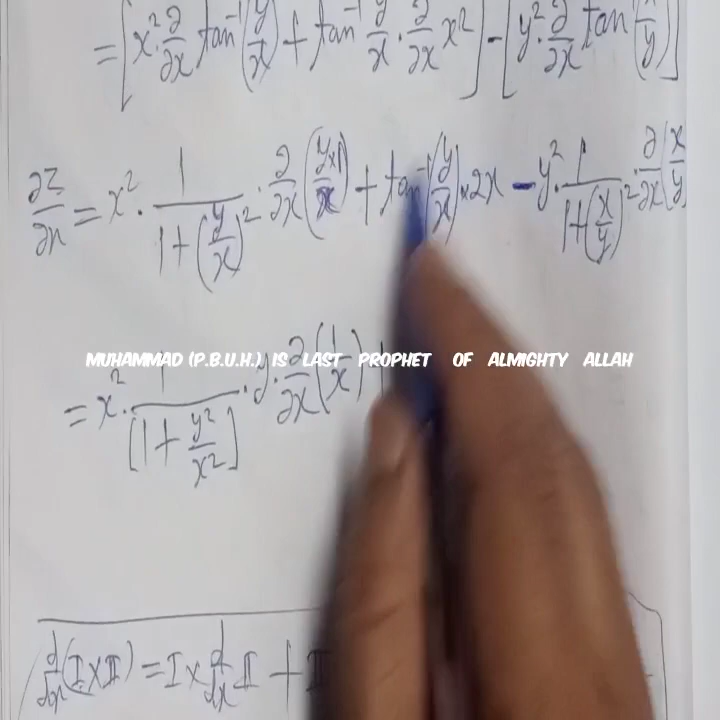 = [x² · ∂/∂x tan⁻¹(y/x) + tan⁻¹ y/x · ∂/∂x x²] - [y² · ∂/∂x tan⁻¹(x/y)]
∂z/∂x = x² · 1/(1+(y/x)²) · ∂/∂x (y×1/x) + tan⁻¹(y/x) × 2x - y² · 1/(1+(x/y)²) · ∂/∂x (x/y)
MUHAMMAD (P.B.U.H.) IS LAST PROPHET OF ALMIGHTY ALLAH
= x² · 1/[1 + y²/x²] · y · ∂/∂x (1/x)
d/dx (I × II) = I × d/dx II + II